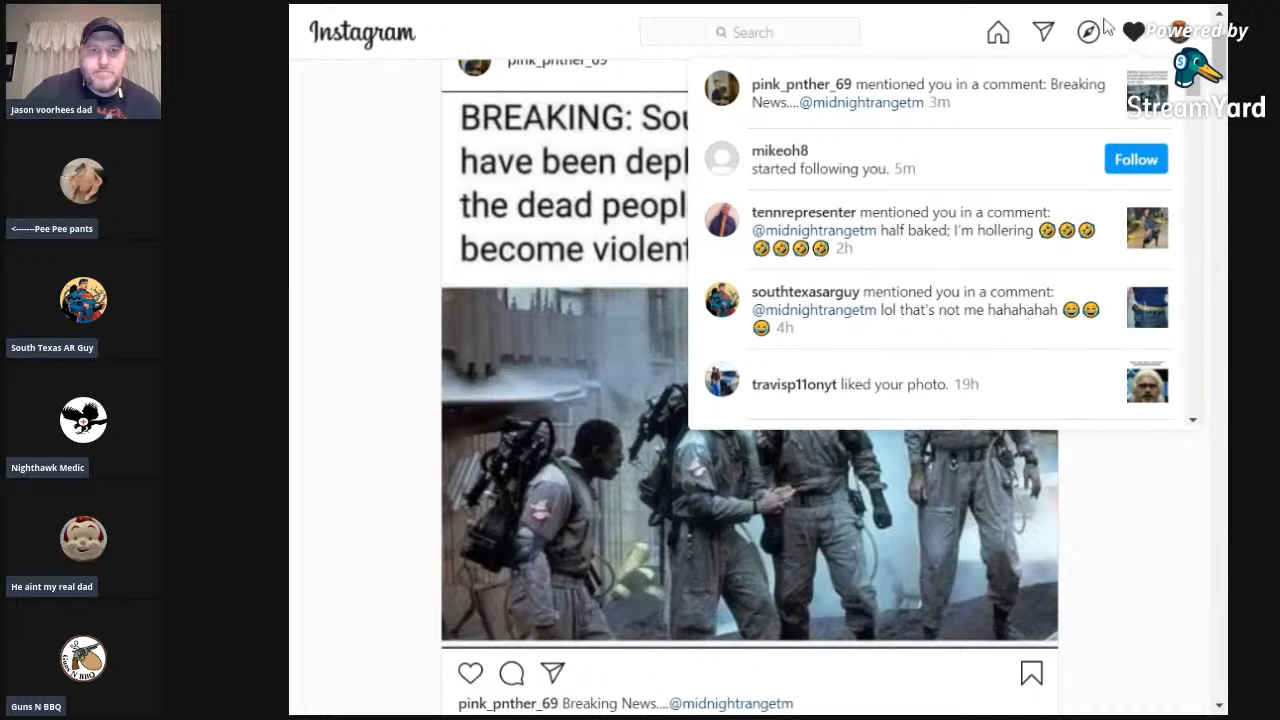 Jason voorhees dad
<------Pee Pee pants
South Texas AR Guy
Nighthawk Medic
He aint my real dad
GUNS N BBQ
Guns N BBQ
Instagram
Search
Powered by
StreamYard
pink_pnther_69
BREAKING: Sou
have been depl
the dead peopl
become violent
pink_pnther_69 mentioned you in a comment: Breaking
News....@midnightrangetm 3m
mikeoh8
started following you. 5m
Follow
tennrepresenter mentioned you in a comment:
@midnightrangetm half baked; I'm hollering 🤣🤣🤣
🤣🤣🤣🤣 2h
southtexasarguy mentioned you in a comment:
@midnightrangetm lol that's not me hahahahah 😂😂
😂 4h
travisp11onyt liked your photo. 19h
pink_pnther_69 Breaking News....@midnightrangetm